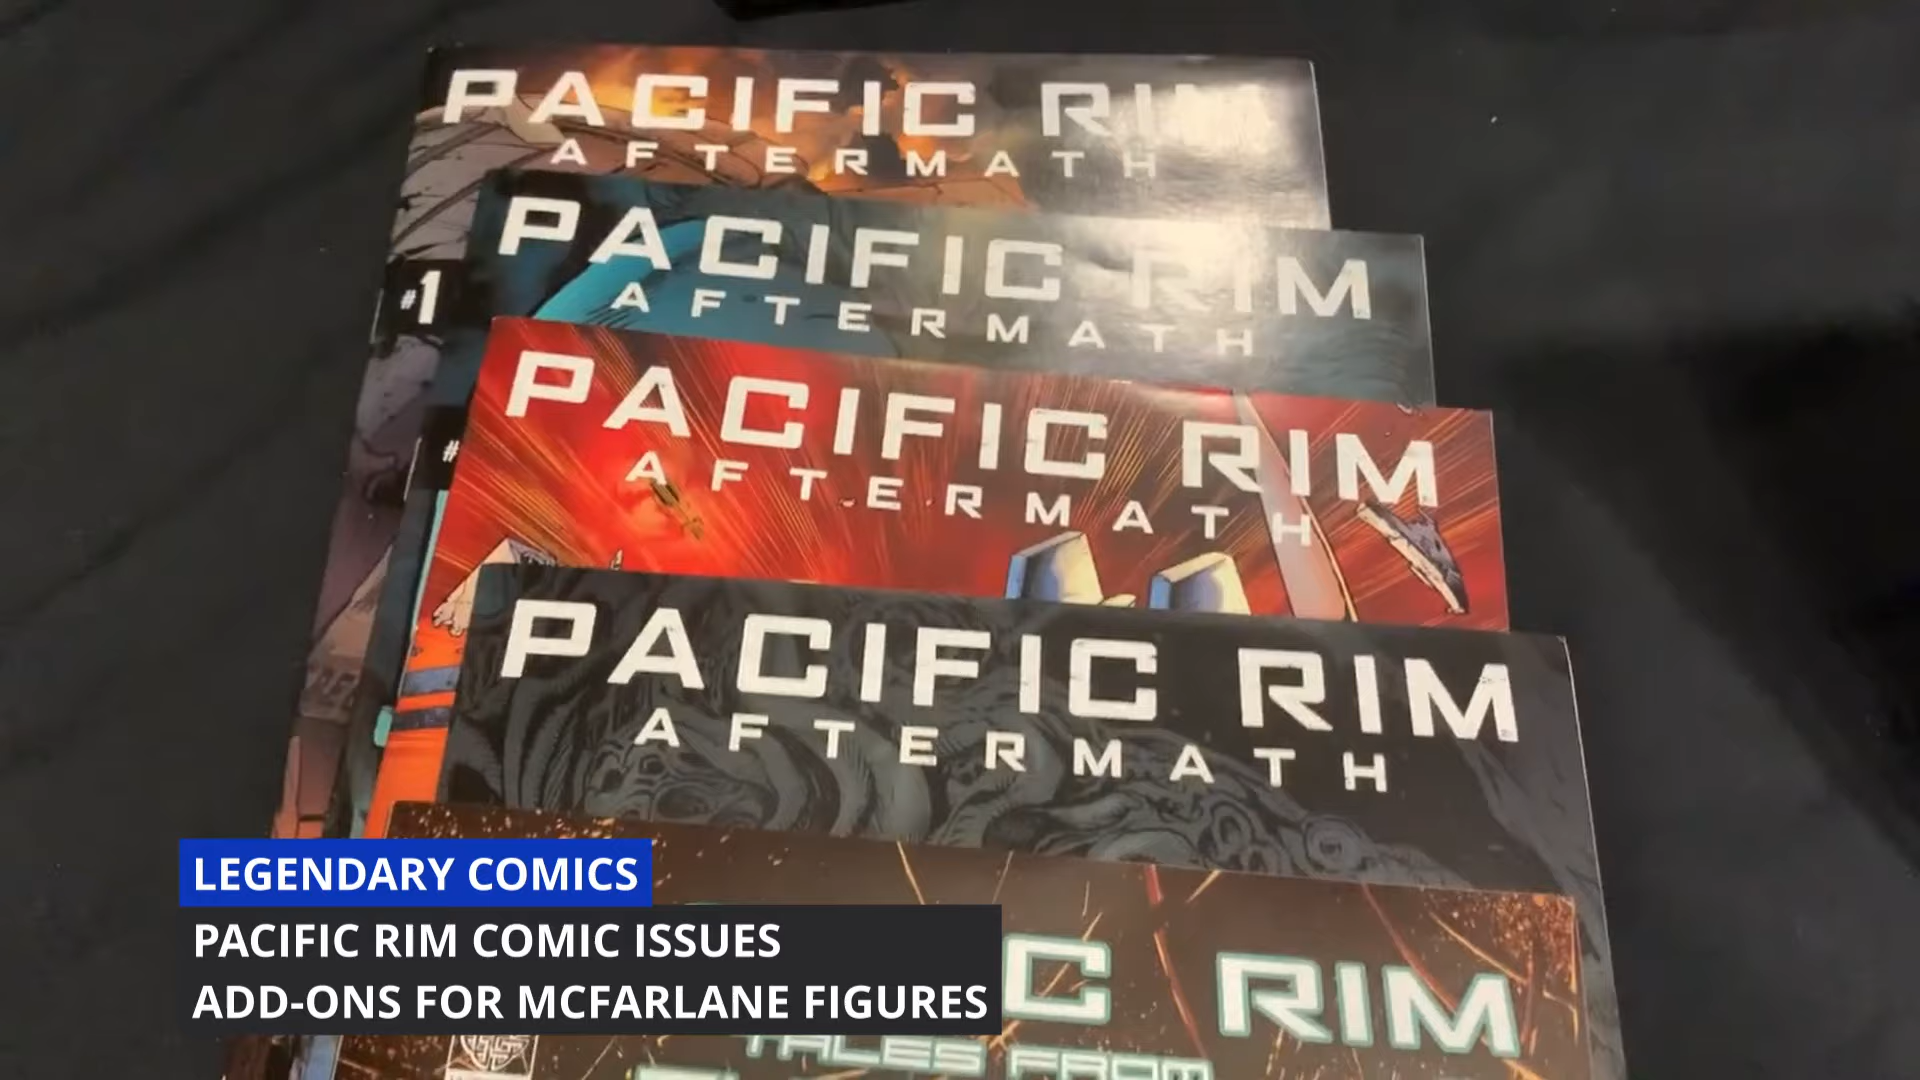 PACIFIC RIM
AFTERMATH
#1
PACIFIC RIM
AFTERMATH
#
PACIFIC RIM
AFTERMATH
PACIFIC RIM
AFTERMATH
C RIM
TALES FROM
LEGENDARY COMICS
PACIFIC RIM COMIC ISSUES
ADD-ONS FOR MCFARLANE FIGURES